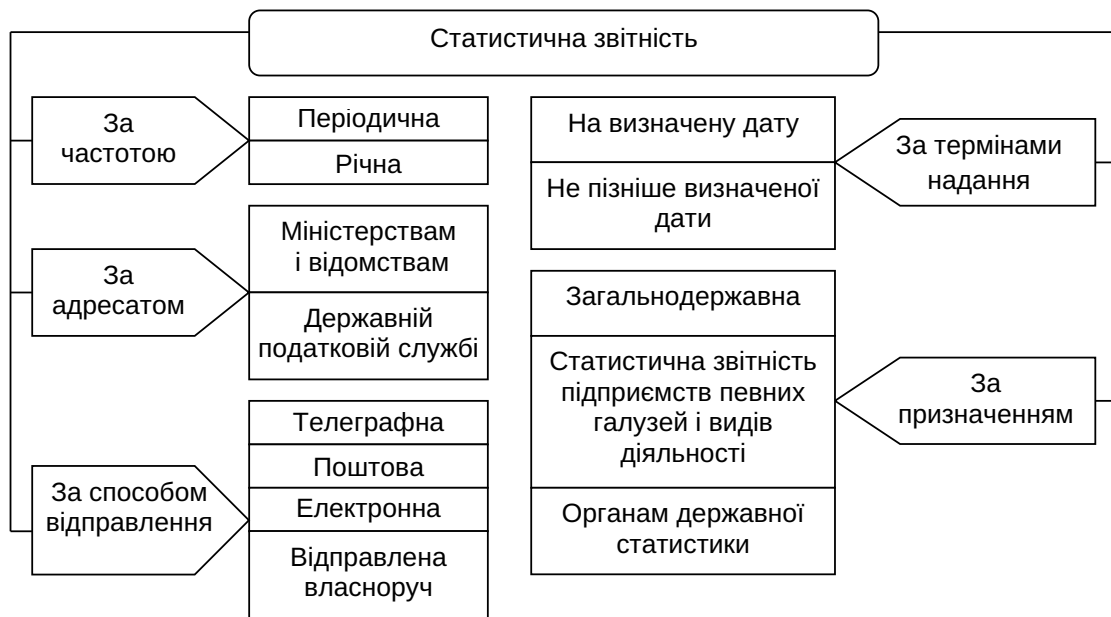 Статистична звітність
За
частотою
Періодична
Річна
За
адресатом
Міністерствам
і відомствам
Державній
податковій службі
За способом
відправлення
Телеграфна
Поштова
Електронна
Відправлена
власноруч
На визначену дату
Не пізніше визначеної
дати
За термінами
надання
Загальнодержавна
Статистична звітність
підприємств певних
галузей і видів
діяльності
Органам державної
статистики
За
призначенням